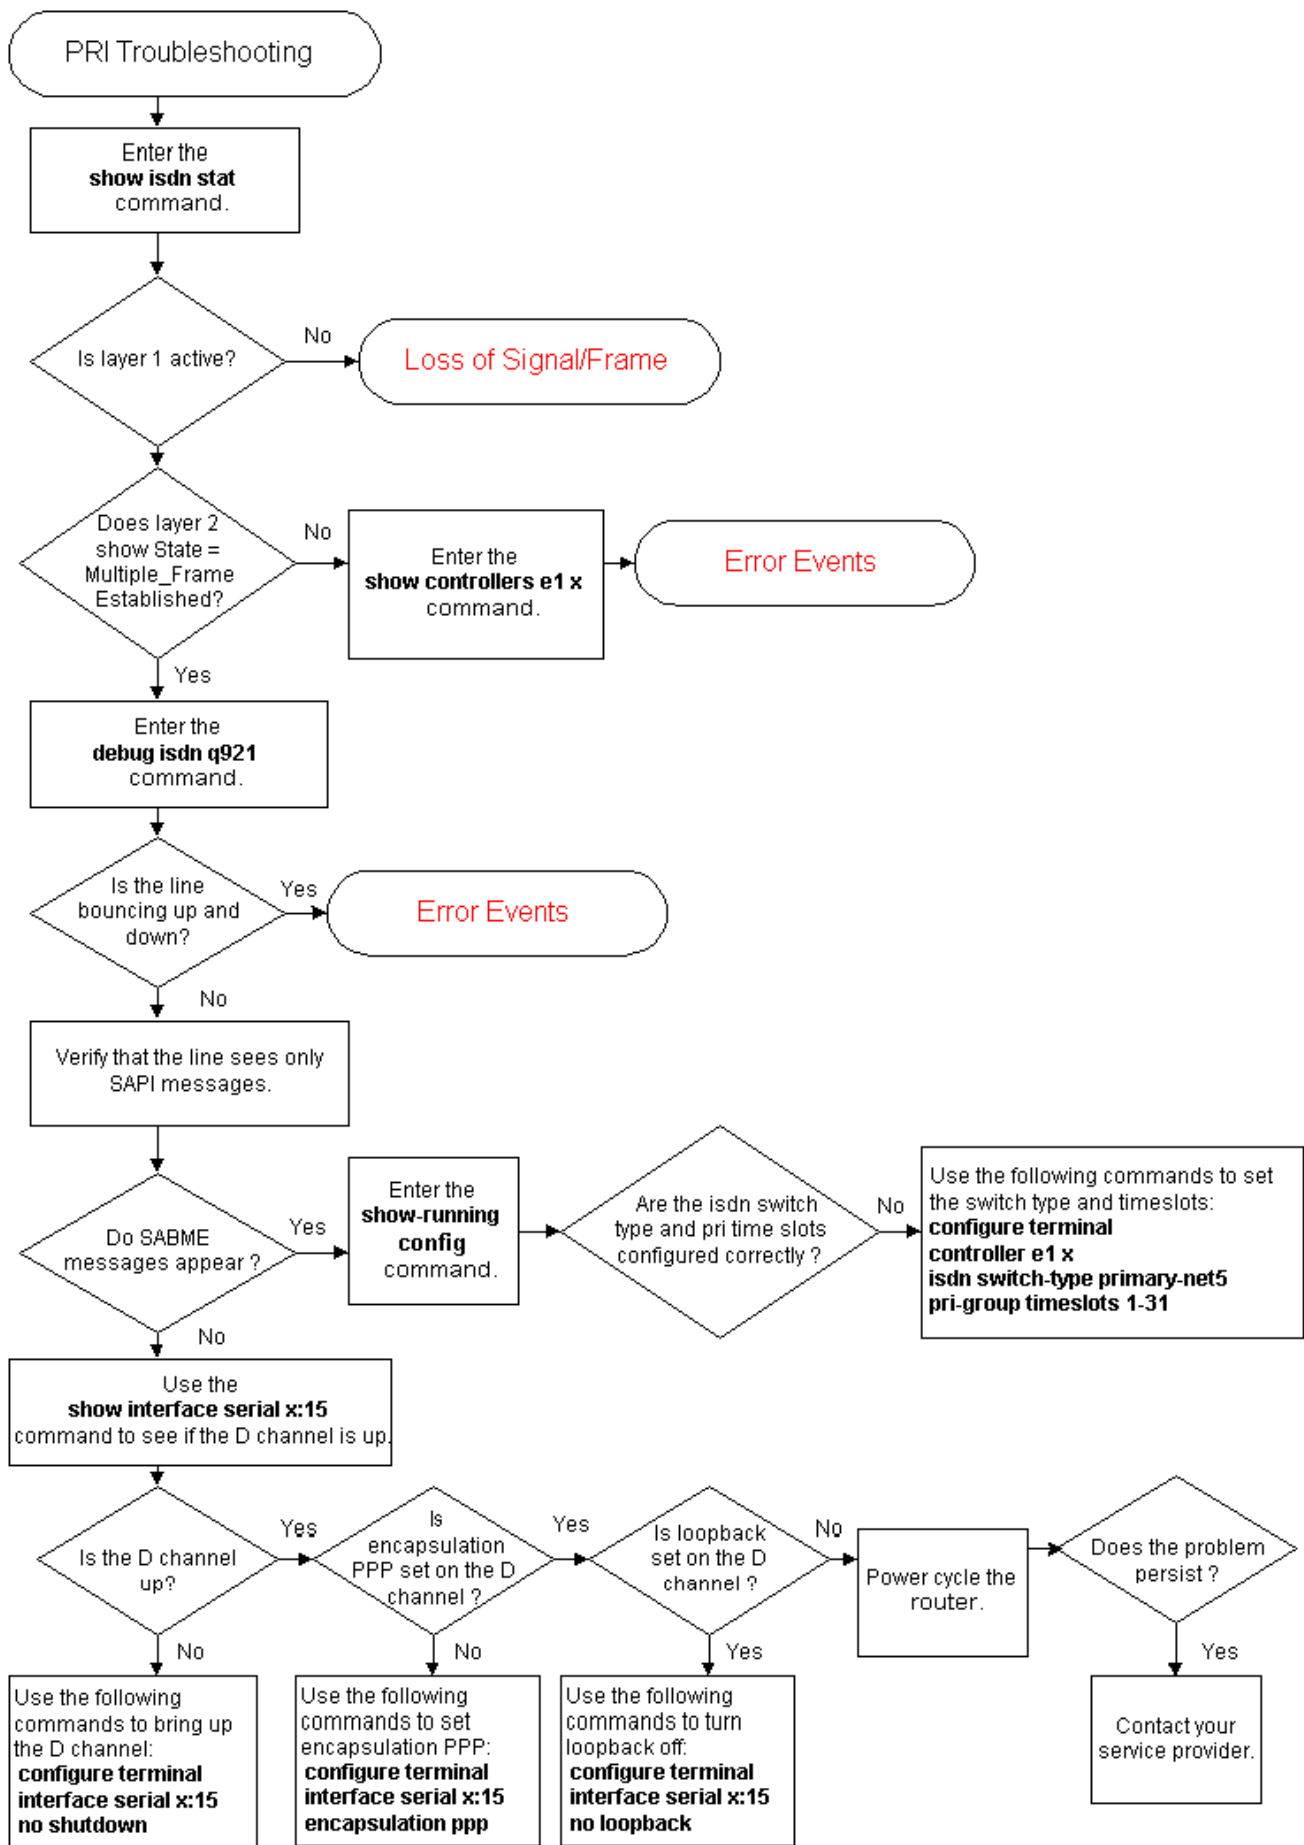 PRI Troubleshooting
Enter the
show isdn stat
command.
Is layer 1 active?
No
Loss of Signal/Frame
Does layer 2
show State =
Multiple_Frame
Established?
No
Enter the
show controllers e1 x
command.
Error Events
Yes
Enter the
debug isdn q921
command.
Is the line
bouncing up and
down?
Yes
Error Events
No
Verify that the line sees only
SAPI messages.
Do SABME
messages appear ?
Yes
Enter the
show-running
config
command.
Are the isdn switch
type and pri time slots
configured correctly ?
No
Use the following commands to set
the switch type and timeslots:
configure terminal
controller e1 x
isdn switch-type primary-net5
pri-group timeslots 1-31
No
Use the
show interface serial x:15
command to see if the D channel is up.
Is the D channel
up?
Yes
Is
encapsulation
PPP set on the D
channel ?
Yes
Is loopback
set on the D
channel ?
No
Power cycle the
router.
Does the problem
persist ?
No
Use the following
commands to bring up
the D channel:
configure terminal
interface serial x:15
no shutdown
No
Use the following
commands to set
encapsulation PPP:
configure terminal
interface serial x:15
encapsulation ppp
Yes
Use the following
commands to turn
loopback off:
configure terminal
interface serial x:15
no loopback
Yes
Contact your
service provider.